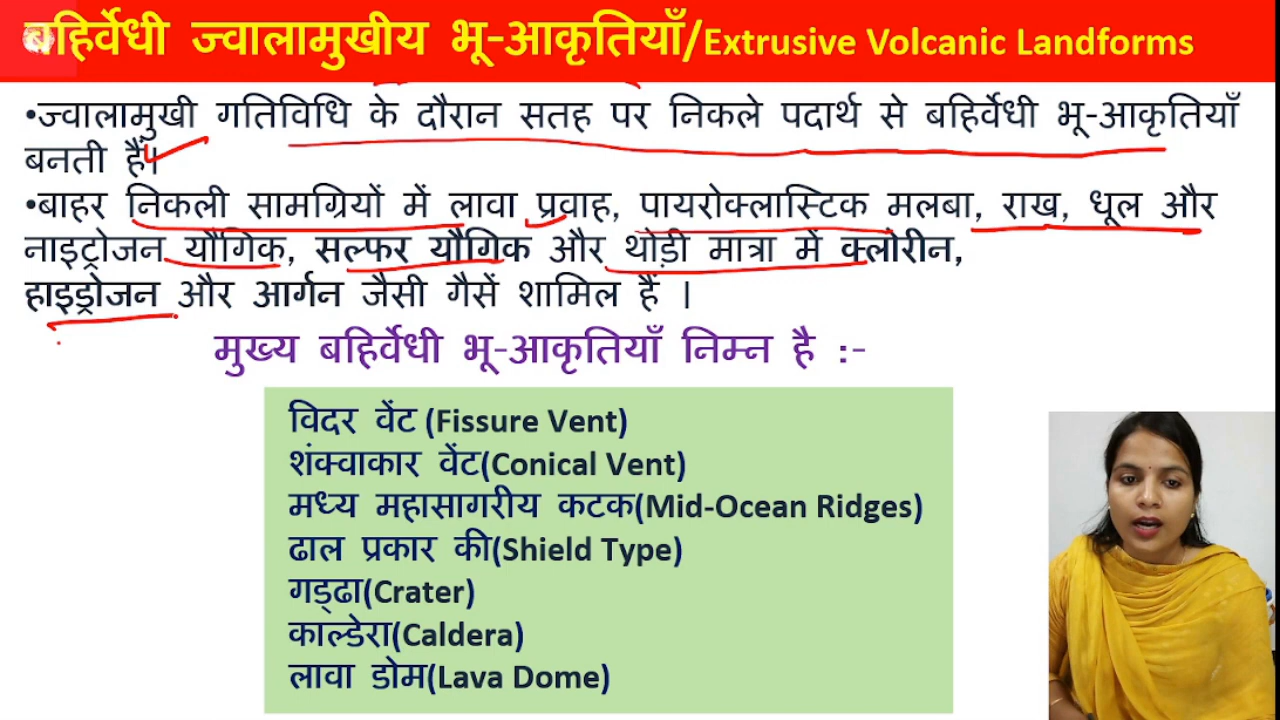 बहिर्वेधी ज्वालामुखीय भू-आकृतियाँ/Extrusive Volcanic Landforms
•ज्वालामुखी गतिविधि के दौरान सतह पर निकले पदार्थ से बहिर्वेधी भू-आकृतियाँ
बनती हैं।
•बाहर निकली सामग्रियों में लावा प्रवाह, पायरोक्लास्टिक मलबा, राख, धूल और
नाइट्रोजन यौगिक, सल्फर यौगिक और थोड़ी मात्रा में क्लोरीन,
हाइड्रोजन और आर्गन जैसी गैसें शामिल हैं ।
मुख्य बहिर्वेधी भू-आकृतियाँ निम्न है :-
विदर वेंट (Fissure Vent)
शंक्वाकार वेंट(Conical Vent)
मध्य महासागरीय कटक(Mid-Ocean Ridges)
ढाल प्रकार की(Shield Type)
गड्ढा(Crater)
काल्डेरा(Caldera)
लावा डोम(Lava Dome)